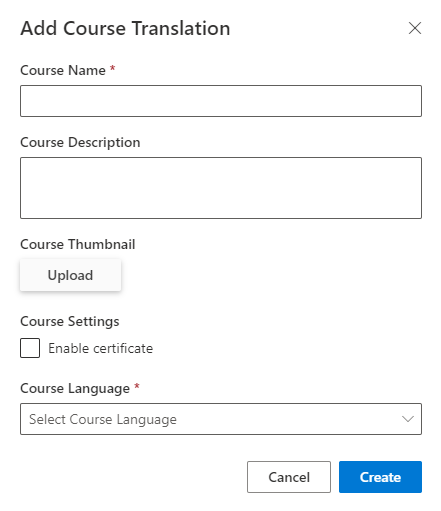 Add Course Translation
Course Name *
Course Description
Course Thumbnail
Upload
Course Settings
Enable certificate
Course Language *
Select Course Language
Cancel
Create